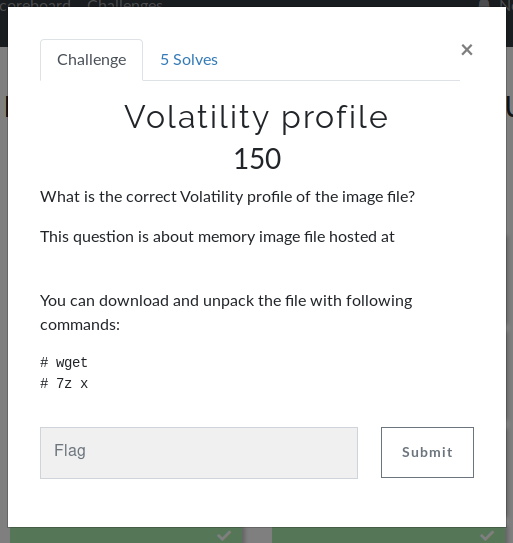 Challenges
Challenge
5 Solves
×
Volatility profile
150
What is the correct Volatility profile of the image file?
This question is about memory image file hosted at
You can download and unpack the file with following
commands:
# wget
# 7z x
Flag
Submit